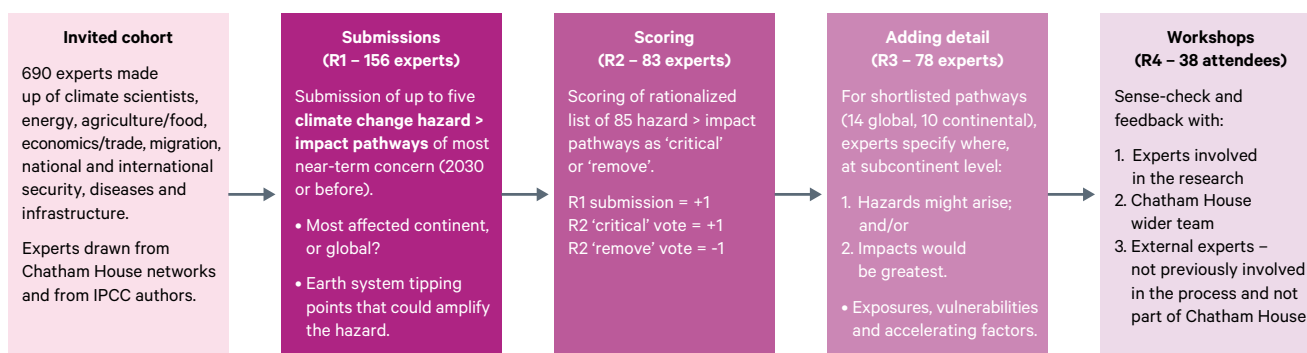 Invited cohort
690 experts made
up of climate scientists,
energy, agriculture/food,
economics/trade, migration,
national and international
security, diseases and
infrastructure.
Experts drawn from
Chatham House networks
and from IPCC authors.
Submissions
(R1 – 156 experts)
Submission of up to five
climate change hazard >
impact pathways of most
near-term concern (2030
or before).
• Most affected continent,
or global?
• Earth system tipping
points that could amplify
the hazard.
Scoring
(R2 – 83 experts)
Scoring of rationalized
list of 85 hazard > impact
pathways as ‘critical’
or ‘remove’.
R1 submission = +1
R2 ‘critical’ vote = +1
R2 ‘remove’ vote = -1
Adding detail
(R3 – 78 experts)
For shortlisted pathways
(14 global, 10 continental),
experts specify where,
at subcontinent level:
1. Hazards might arise;
and/or
2. Impacts would
be greatest.
• Exposures, vulnerabilities
and accelerating factors.
Workshops
(R4 – 38 attendees)
Sense-check and
feedback with:
1. Experts involved
in the research
2. Chatham House
wider team
3. External experts –
not previously involved
in the process and not
part of Chatham House